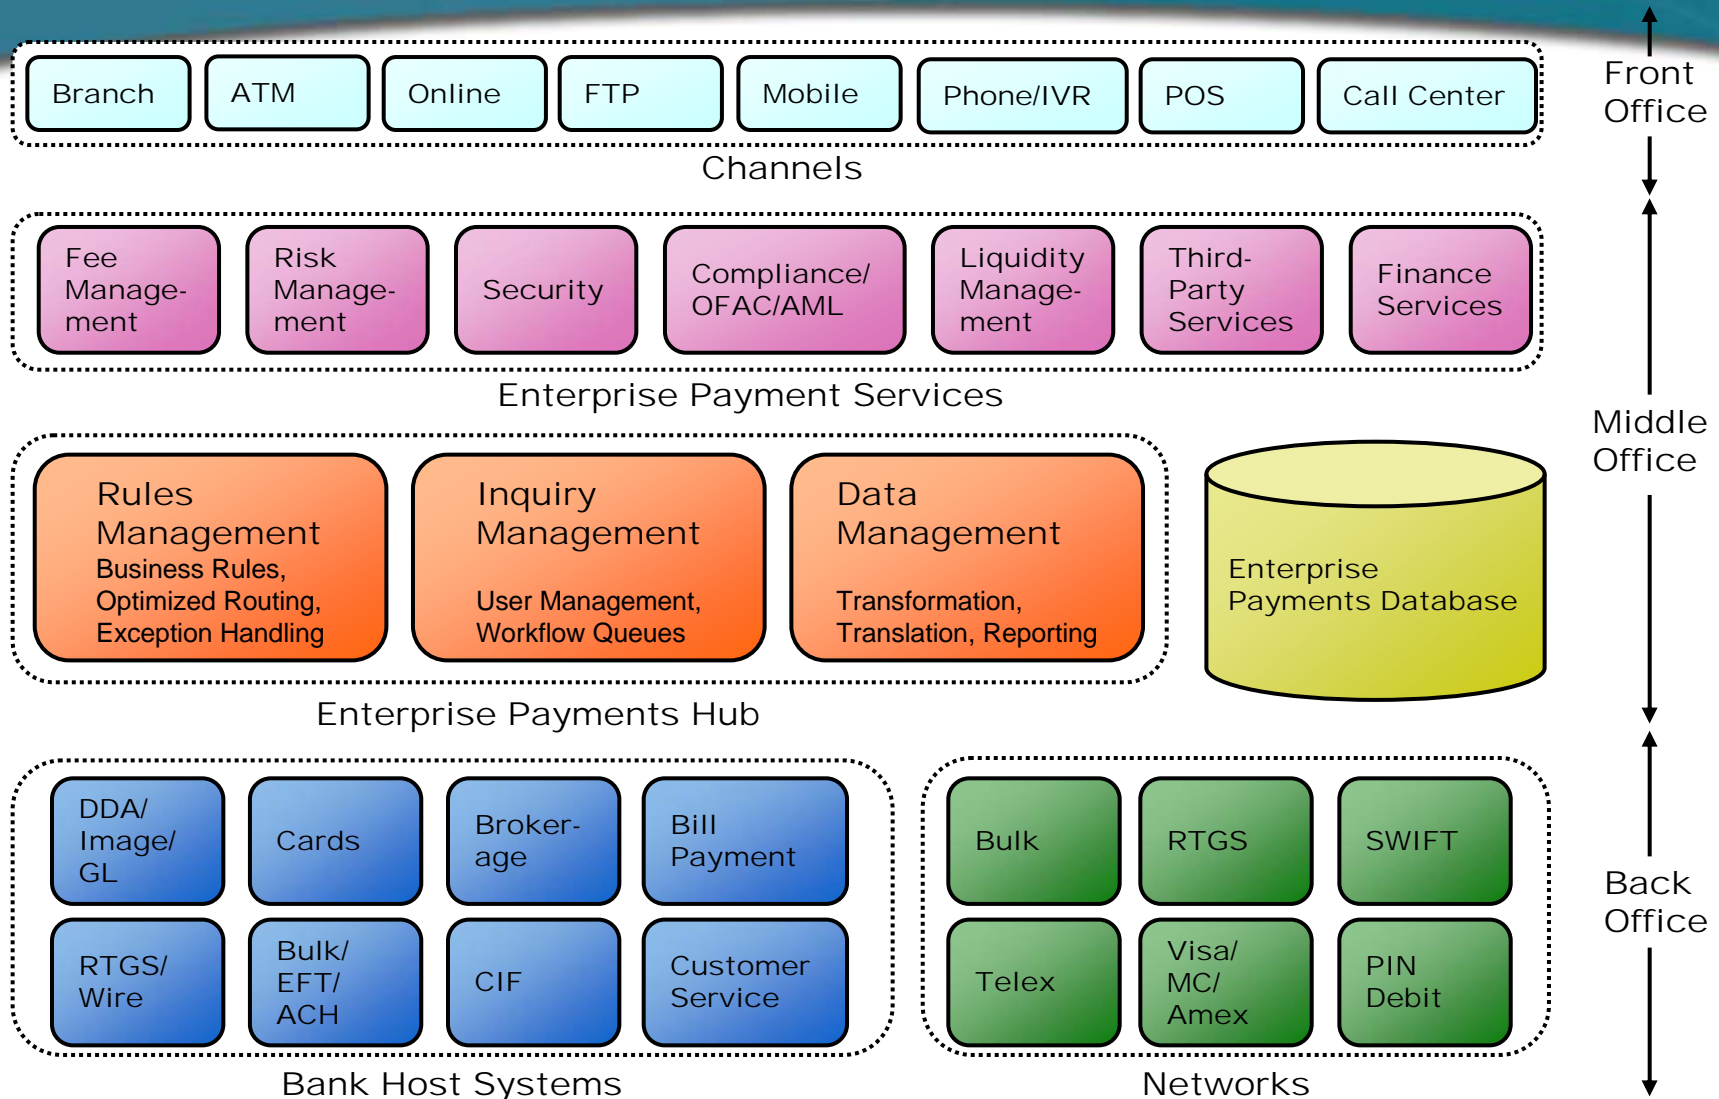 Branch
ATM
Online
FTP
Mobile
Phone/IVR
POS
Call Center
Channels
Front
Office
Fee
Manage-
ment
Risk
Manage-
ment
Security
Compliance/
OFAC/AML
Liquidity
Manage-
ment
Third-
Party
Services
Finance
Services
Enterprise Payment Services
Middle
Office
Rules
Management
Business Rules,
Optimized Routing,
Exception Handling
Inquiry
Management
User Management,
Workflow Queues
Data
Management
Transformation,
Translation, Reporting
Enterprise
Payments Database
Enterprise Payments Hub
DDA/
Image/
GL
Cards
Broker-
age
Bill
Payment
RTGS/
Wire
Bulk/
EFT/
ACH
CIF
Customer
Service
Bank Host Systems
Bulk
RTGS
SWIFT
Telex
Visa/
MC/
Amex
PIN
Debit
Networks
Back
Office